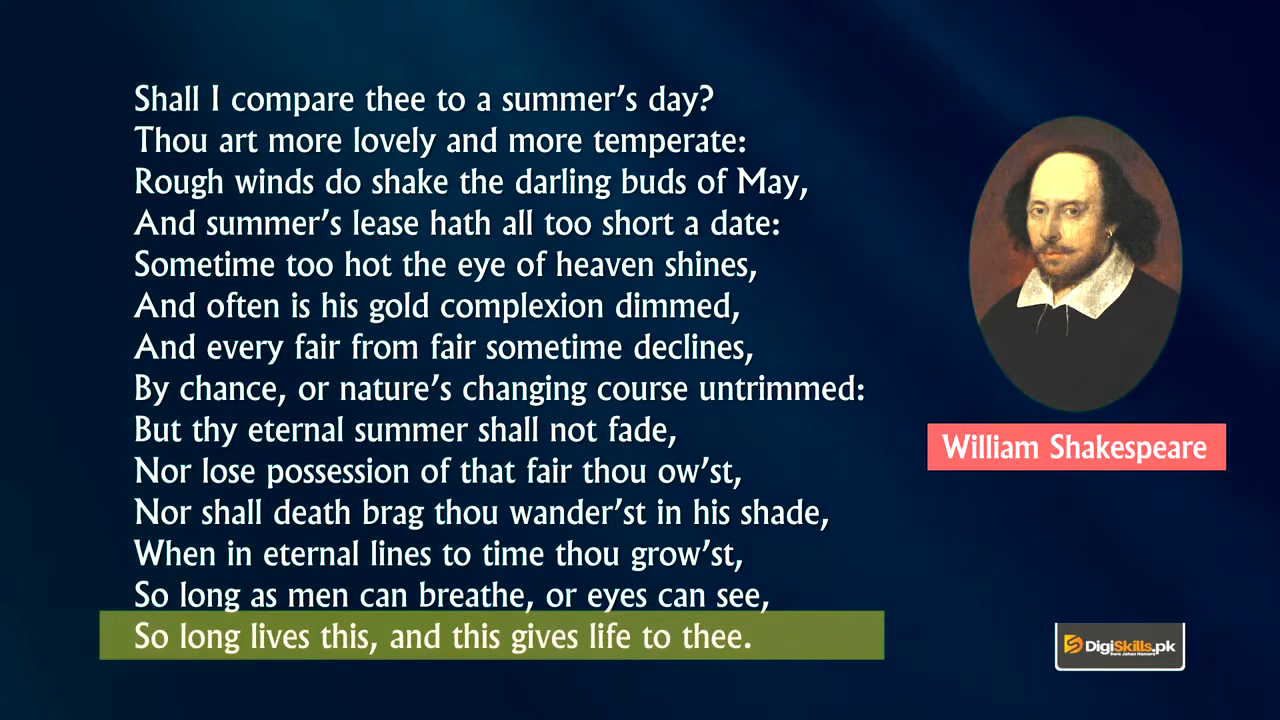 Shall I compare thee to a summer’s day?
Thou art more lovely and more temperate:
Rough winds do shake the darling buds of May,
And summer’s lease hath all too short a date:
Sometime too hot the eye of heaven shines,
And often is his gold complexion dimmed,
And every fair from fair sometime declines,
By chance, or nature’s changing course untrimmed:
But thy eternal summer shall not fade,
Nor lose possession of that fair thou ow’st,
Nor shall death brag thou wander’st in his shade,
When in eternal lines to time thou grow’st,
So long as men can breathe, or eyes can see,
So long lives this, and this gives life to thee.
William Shakespeare
DigiSkills.pk